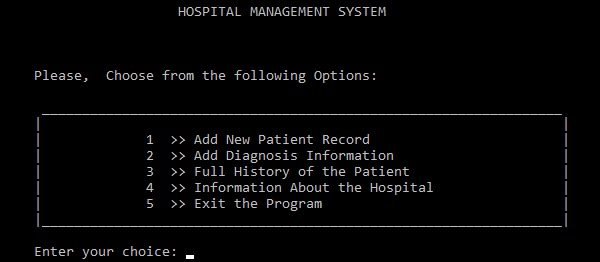 HOSPITAL MANAGEMENT SYSTEM
Please,  Choose from the following Options:
1  >> Add New Patient Record
2  >> Add Diagnosis Information
3  >> Full History of the Patient
4  >> Information About the Hospital
5  >> Exit the Program
Enter your choice: